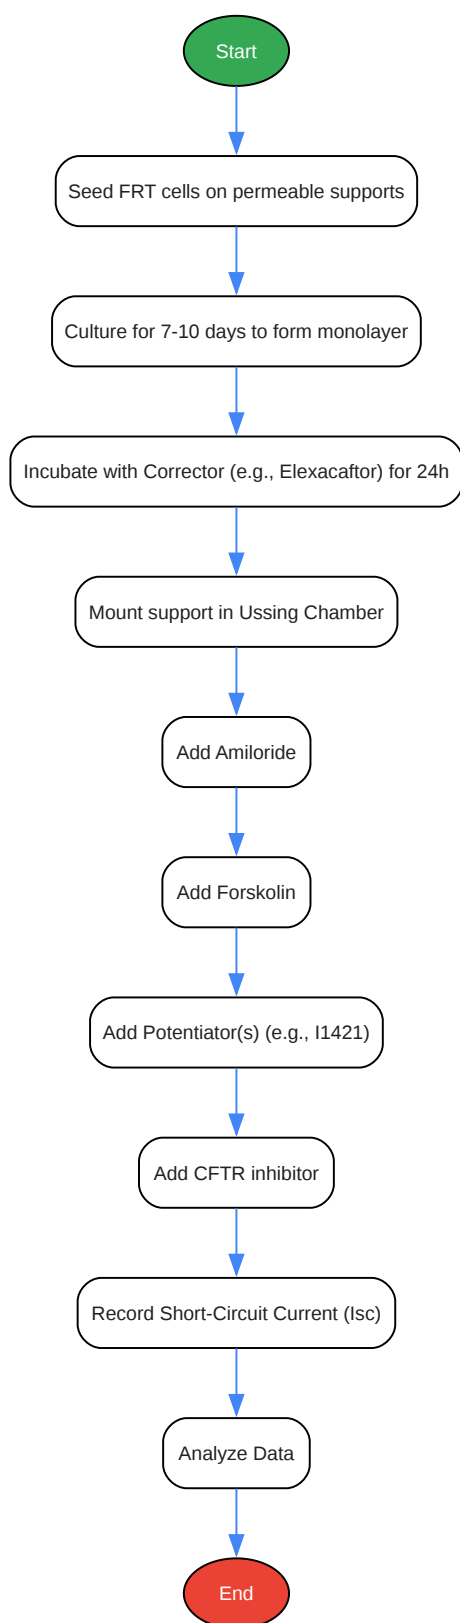 Start
Seed FRT cells on permeable supports
Culture for 7-10 days to form monolayer
Incubate with Corrector (e.g., Elexacaftor) for 24h
Mount support in Ussing Chamber
Add Amiloride
Add Forskolin
Add Potentiator(s) (e.g., I1421)
Add CFTR inhibitor
Record Short-Circuit Current (Isc)
Analyze Data
End